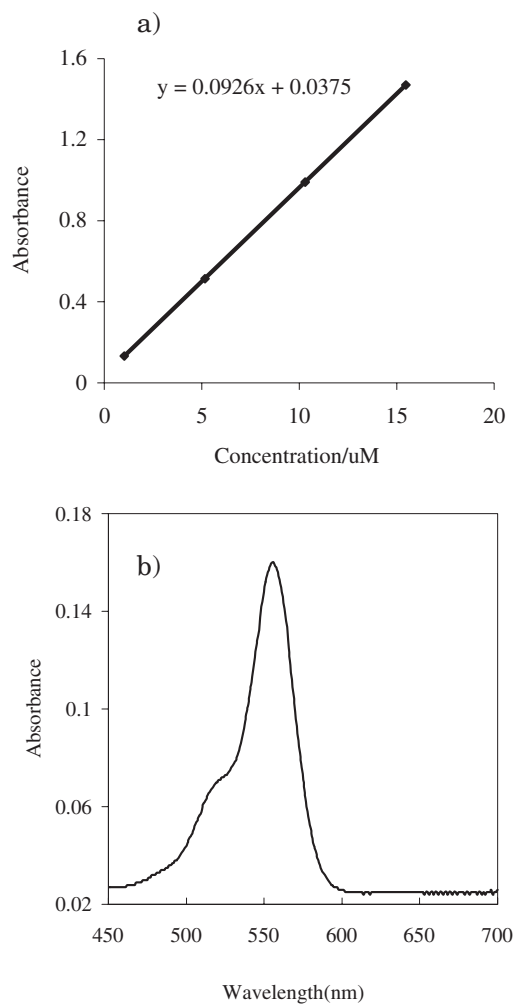 a)
1.6
y = 0.0926x + 0.0375
1.2
0.8
0.4
0
0 5 10 15 20
Absorbance
Concentration/uM
0.18
b)
0.14
0.1
0.06
0.02
450 500 550 600 650 700
Absorbance
Wavelength(nm)